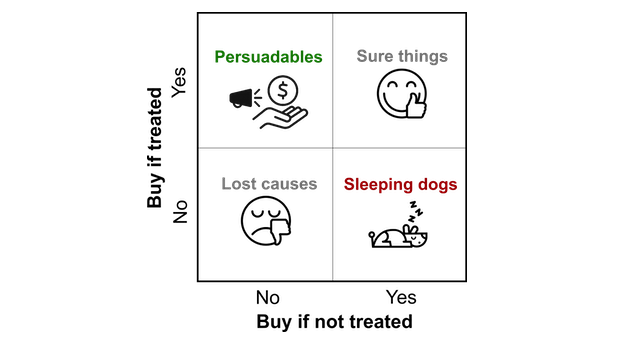 Persuadables
Sure things
$
Yes
Buy if treated
Lost causes
Sleeping dogs
z z z z
No
No
Yes
Buy if not treated